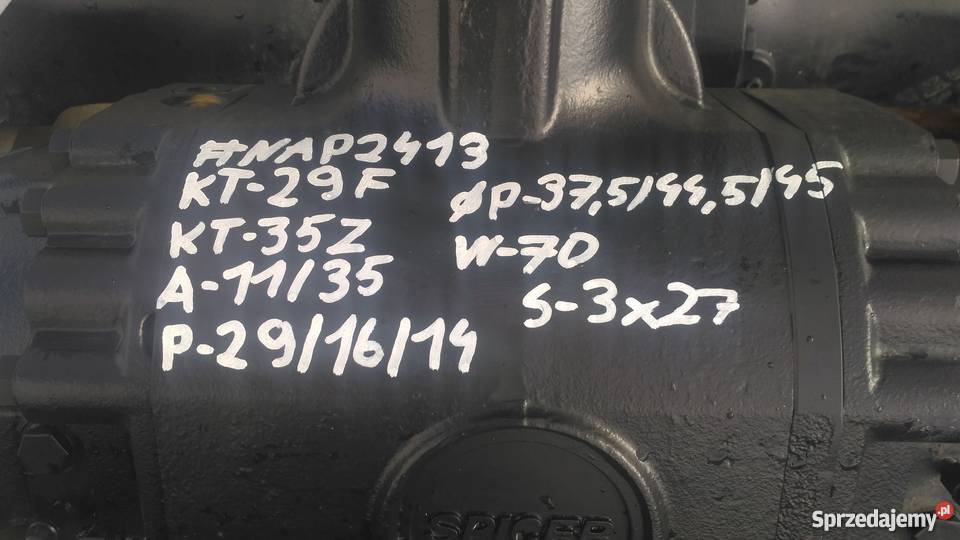 #NAP2413
KT-29F
KT-35Z
A-11/35
P-29/16/14
ØP-37,5/44,5/45
W-70
S-3x27
SPICER
Sprzedajemy.pl